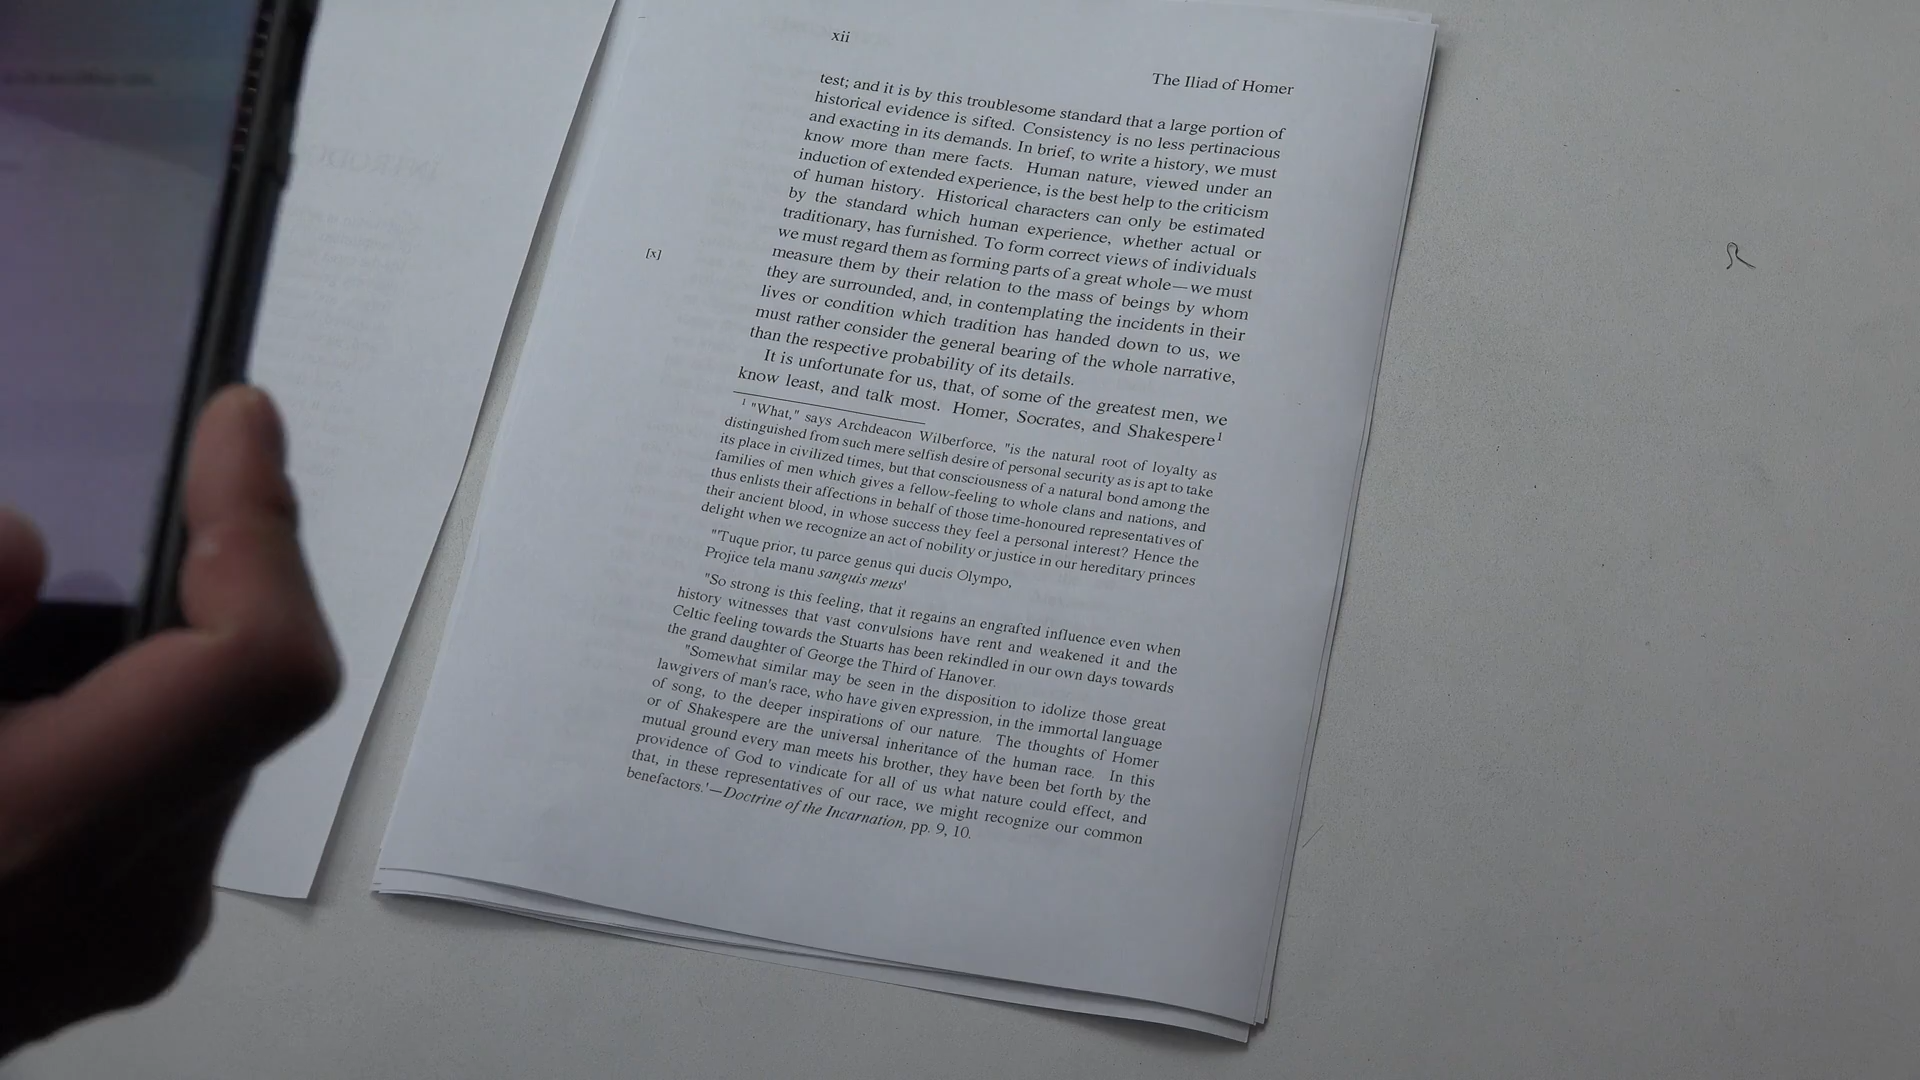 xii
The Iliad of Homer
test; and it is by this troublesome standard that a large portion of
historical evidence is sifted. Consistency is no less pertinacious
and exacting in its demands. In brief, to write a history, we must
know more than mere facts. Human nature, viewed under an
induction of extended experience, is the best help to the criticism
of human history. Historical characters can only be estimated
by the standard which human experience, whether actual or
traditionary, has furnished. To form correct views of individuals
we must regard them as forming parts of a great whole—we must
[x]
measure them by their relation to the mass of beings by whom
they are surrounded, and, in contemplating the incidents in their
lives or condition which tradition has handed down to us, we
must rather consider the general bearing of the whole narrative,
than the respective probability of its details.
It is unfortunate for us, that, of some of the greatest men, we
know least, and talk most. Homer, Socrates, and Shakespere¹
¹ "What," says Archdeacon Wilberforce, "is the natural root of loyalty as
distinguished from such mere selfish desire of personal security as is apt to take
its place in civilized times, but that consciousness of a natural bond among the
families of men which gives a fellow-feeling to whole clans and nations, and
thus enlists their affections in behalf of those time-honoured representatives of
their ancient blood, in whose success they feel a personal interest? Hence the
delight when we recognize an act of nobility or justice in our hereditary princes
"'Tuque prior, tu parce genus qui ducis Olympo,
Projice tela manu sanguis meus'
"So strong is this feeling, that it regains an engrafted influence even when
history witnesses that vast convulsions have rent and weakened it and the
Celtic feeling towards the Stuarts has been rekindled in our own days towards
the grand daughter of George the Third of Hanover.
"Somewhat similar may be seen in the disposition to idolize those great
lawgivers of man's race, who have given expression, in the immortal language
of song, to the deeper inspirations of our nature. The thoughts of Homer
or of Shakespere are the universal inheritance of the human race. In this
mutual ground every man meets his brother, they have been bet forth by the
providence of God to vindicate for all of us what nature could effect, and
that, in these representatives of our race, we might recognize our common
benefactors.'—Doctrine of the Incarnation, pp. 9, 10.